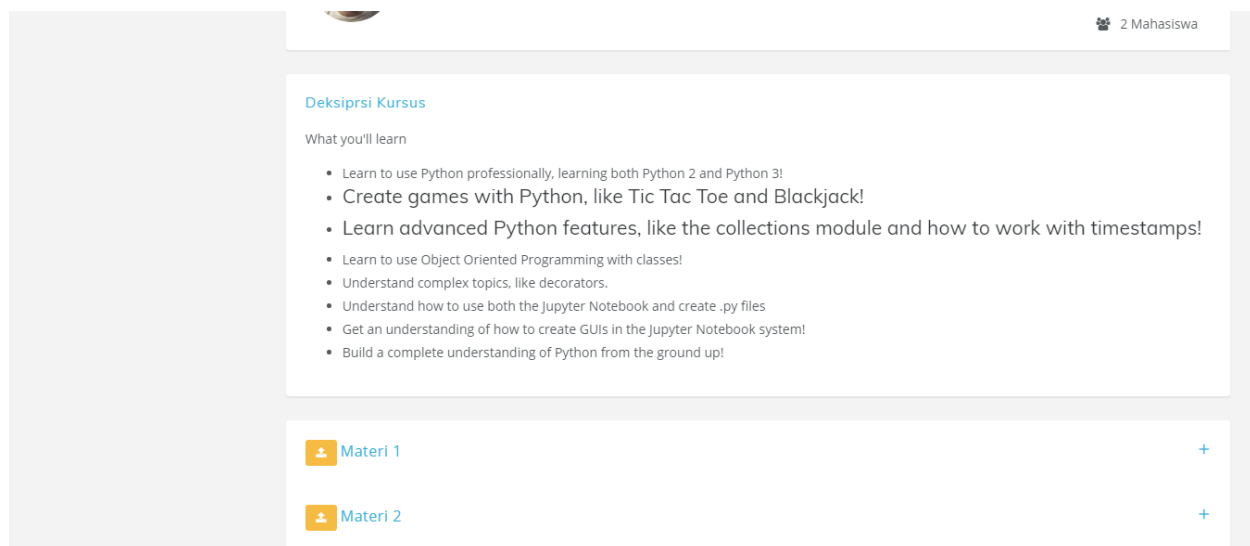 2 Mahasiswa
Deksiprsi Kursus
What you'll learn
Learn to use Python professionally, learning both Python 2 and Python 3!
Create games with Python, like Tic Tac Toe and Blackjack!
Learn advanced Python features, like the collections module and how to work with timestamps!
Learn to use Object Oriented Programming with classes!
Understand complex topics, like decorators.
Understand how to use both the Jupyter Notebook and create .py files
Get an understanding of how to create GUIs in the Jupyter Notebook system!
Build a complete understanding of Python from the ground up!
Materi 1
Materi 2